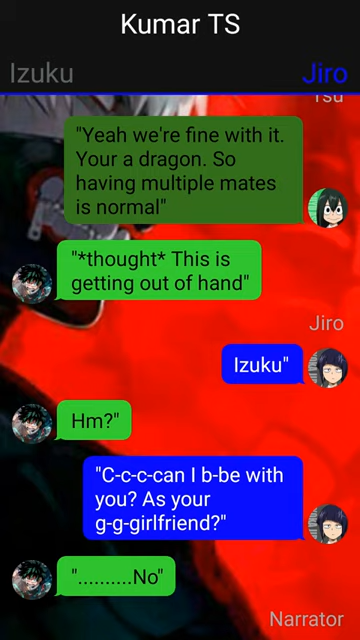 Kumar TS
Izuku
Jiro
Tsu
"Yeah we're fine with it.
Your a dragon. So
having multiple mates
is normal"
"*thought* This is
getting out of hand"
Jiro
Izuku"
Hm?"
"C-c-c-can I b-be with
you? As your
g-g-girlfriend?"
"..........No"
Narrator